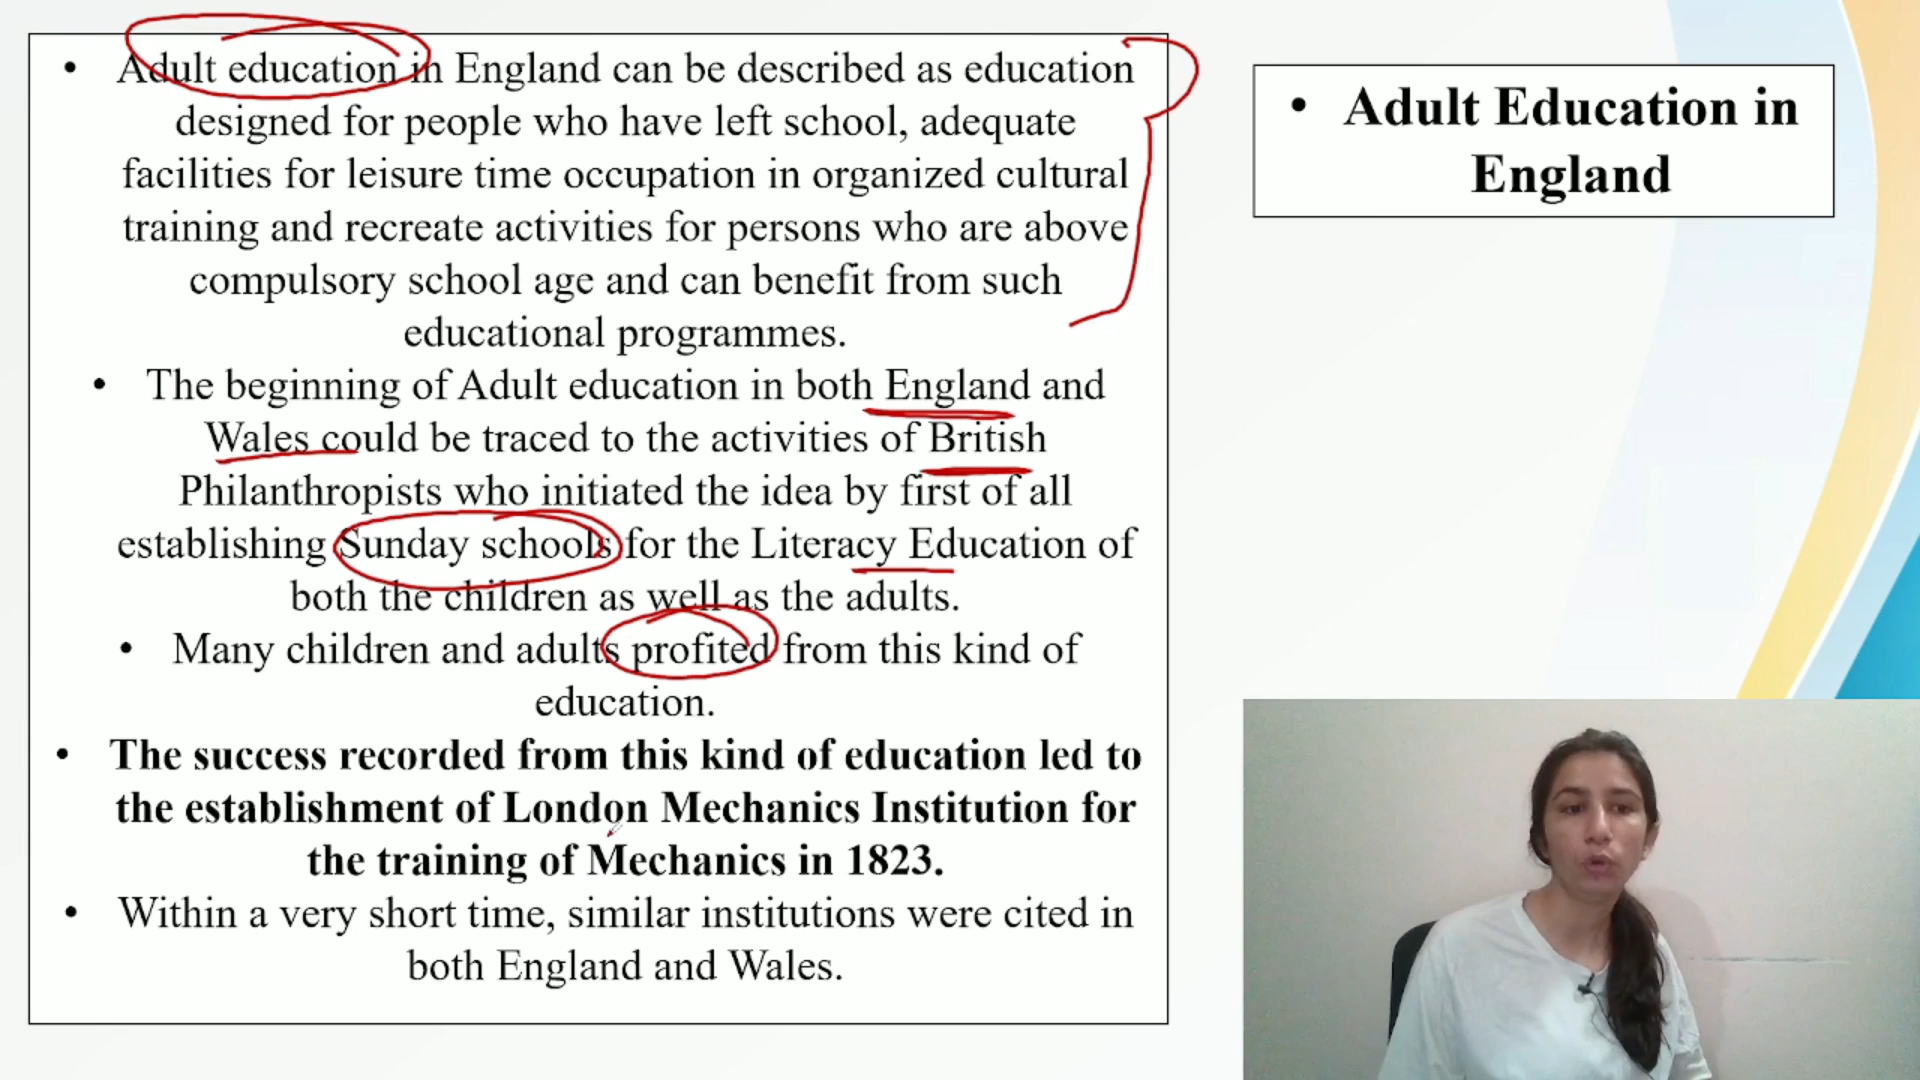 • Adult education in England can be described as education
designed for people who have left school, adequate
facilities for leisure time occupation in organized cultural
training and recreate activities for persons who are above
compulsory school age and can benefit from such
educational programmes.
• The beginning of Adult education in both England and
Wales could be traced to the activities of British
Philanthropists who initiated the idea by first of all
establishing Sunday schools for the Literacy Education of
both the children as well as the adults.
• Many children and adults profited from this kind of
education.
• The success recorded from this kind of education led to
the establishment of London Mechanics Institution for
the training of Mechanics in 1823.
• Within a very short time, similar institutions were cited in
both England and Wales.
• Adult Education in
England